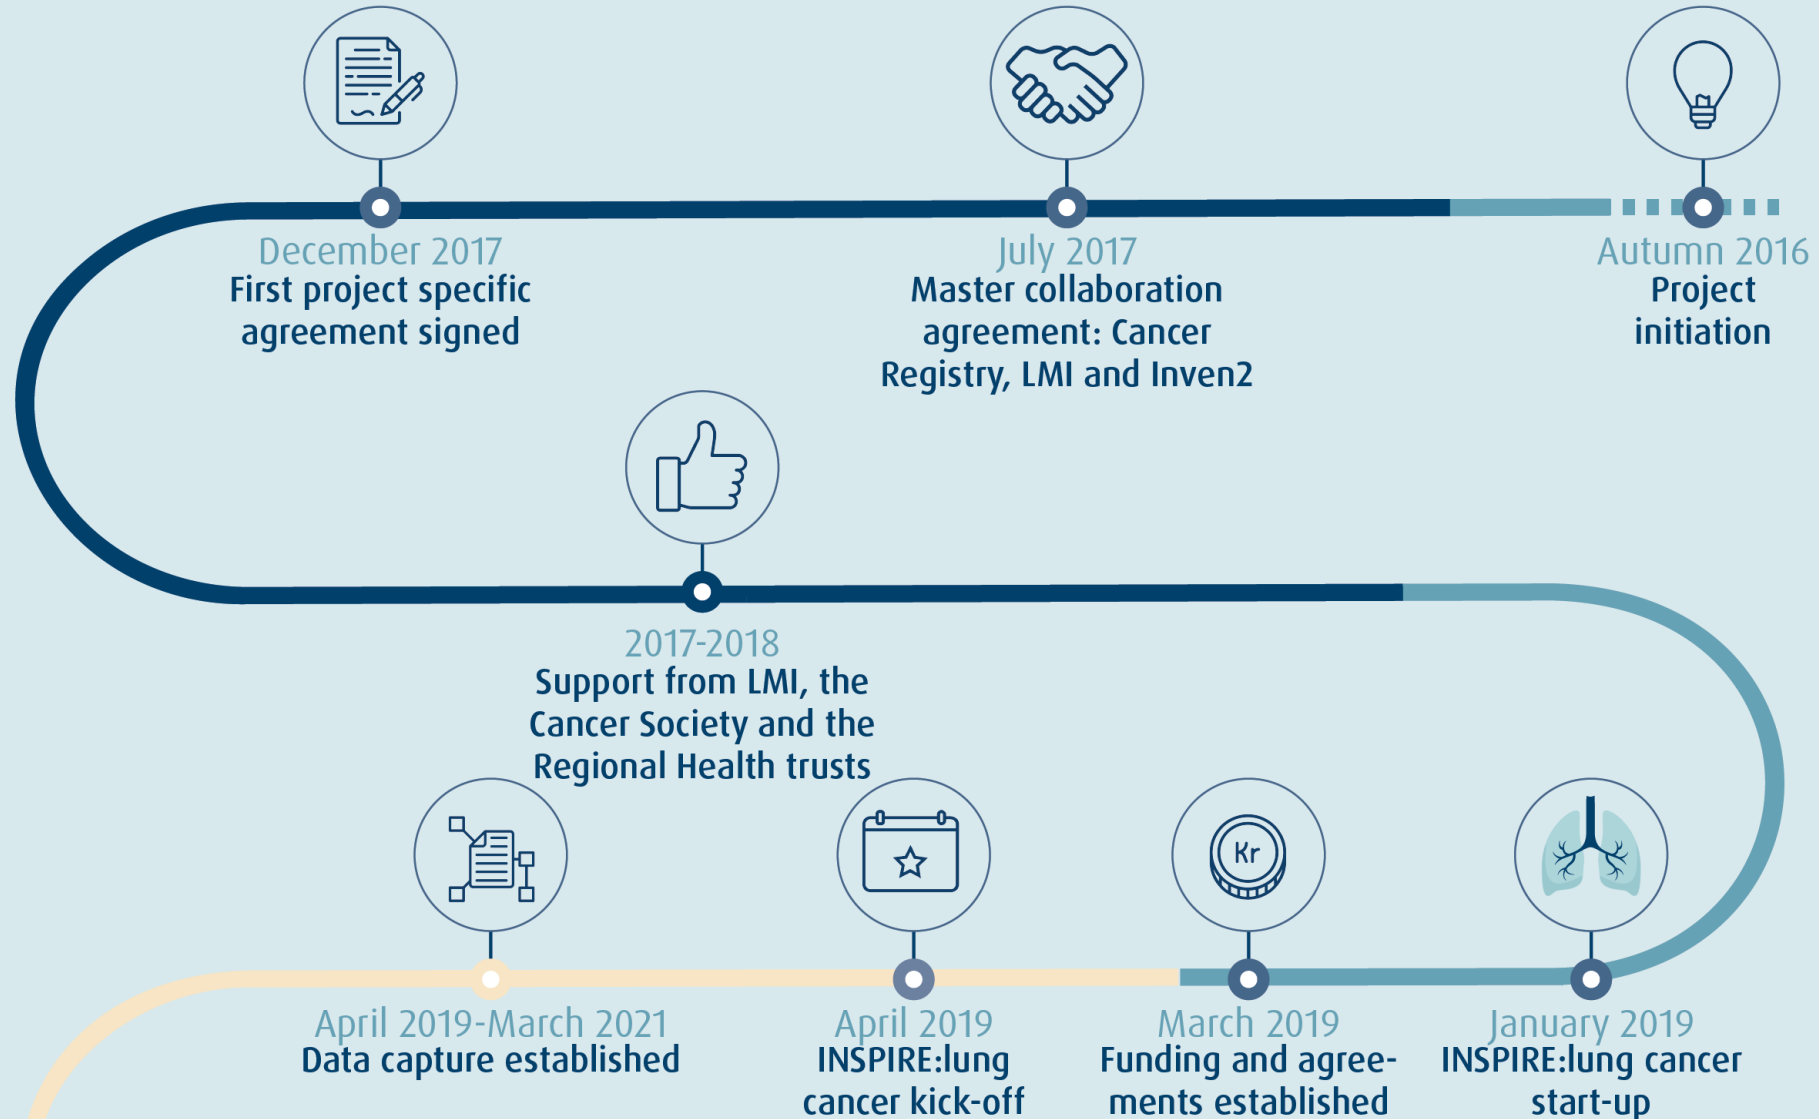 December 2017
First project specific
agreement signed
July 2017
Master collaboration
agreement: Cancer
Registry, LMI and Inven2
Autumn 2016
Project
initiation
2017-2018
Support from LMI, the
Cancer Society and the
Regional Health trusts
April 2019-March 2021
Data capture established
April 2019
INSPIRE:lung
cancer kick-off
Kr
March 2019
Funding and agree-
ments established
January 2019
INSPIRE:lung cancer
start-up